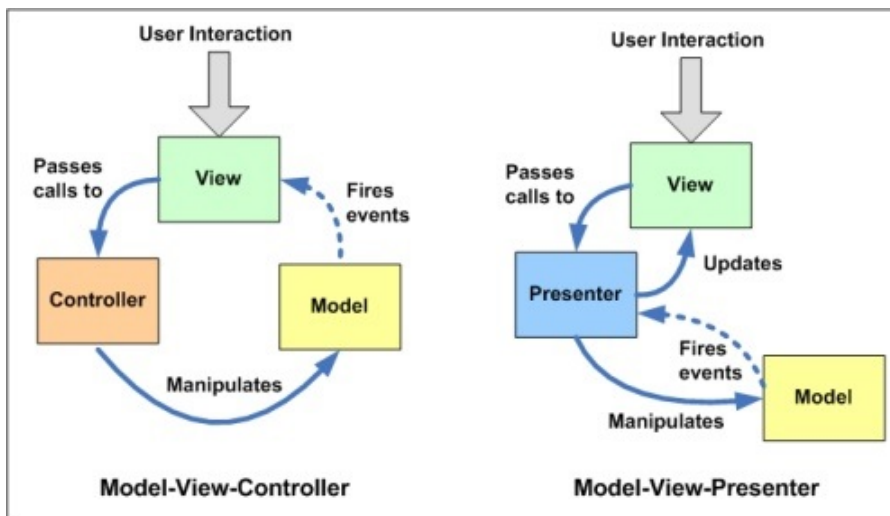 User Interaction
View
Passes
calls to
Fires
events
Controller
Model
Manipulates
Model-View-Controller
User Interaction
View
Passes
calls to
Updates
Presenter
Fires
events
Model
Manipulates
Model-View-Presenter